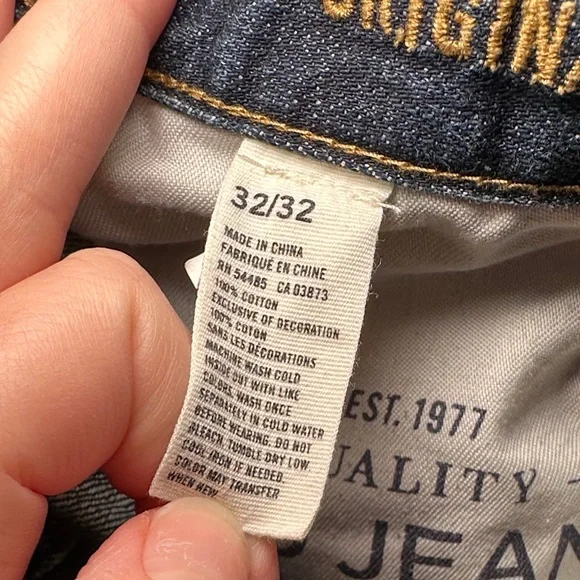 ORIGINA
32/32
MADE IN CHINA
FABRIQUÉ EN CHINE
RN 54485 CA 03873
100% COTTON
EXCLUSIVE OF DECORATION
100% COTON
SANS LES DÉCORATIONS
MACHINE WASH COLD
INSIDE OUT WITH LIKE
COLORS. WASH ONCE
SEPARATELY IN COLD WATER
BEFORE WEARING. DO NOT
BLEACH. TUMBLE DRY LOW.
COOL IRON IF NEEDED.
COLOR MAY TRANSFER
WHEN NEW.
EST. 1977
UALITY
JEAN